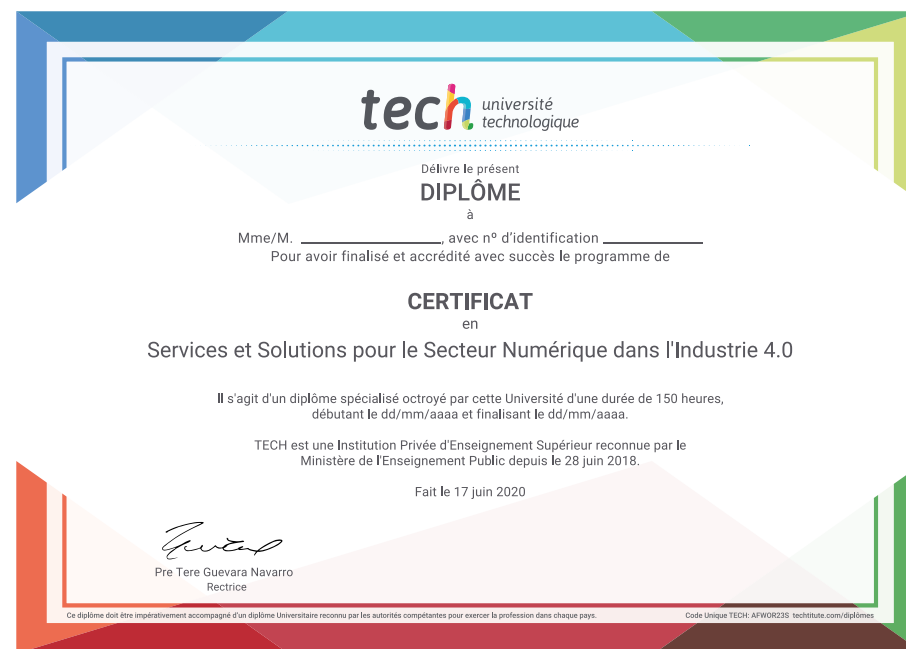 tech université
technologique
Délivre le présent
DIPLÔME
à
Mme/M. ____________________, avec nº d'identification ______________
Pour avoir finalisé et accrédité avec succès le programme de
CERTIFICAT
en
Services et Solutions pour le Secteur Numérique dans l'Industrie 4.0
Il s'agit d'un diplôme spécialisé octroyé par cette Université d'une durée de 150 heures,
débutant le dd/mm/aaaa et finalisant le dd/mm/aaaa.
TECH est une Institution Privée d'Enseignement Supérieur reconnue par le
Ministère de l'Enseignement Public depuis le 28 juin 2018.
Fait le 17 juin 2020
Pre Tere Guevara Navarro
Rectrice
Ce diplôme doit être impérativement accompagné d'un diplôme Universitaire reconnu par les autorités compétantes pour exercer la profession dans chaque pays.
Code Unique TECH: AFWOR23S techtitute.com/diplômes